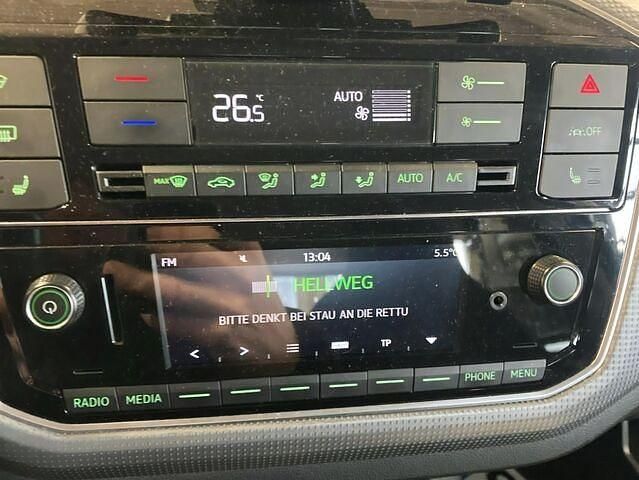 26.5 °C AUTO
OFF
MAX AUTO A/C
FM 13:04 5.5°C
HELLWEG
BITTE DENKT BEI STAU AN DIE RETTU
< > TP
RADIO MEDIA PHONE MENU